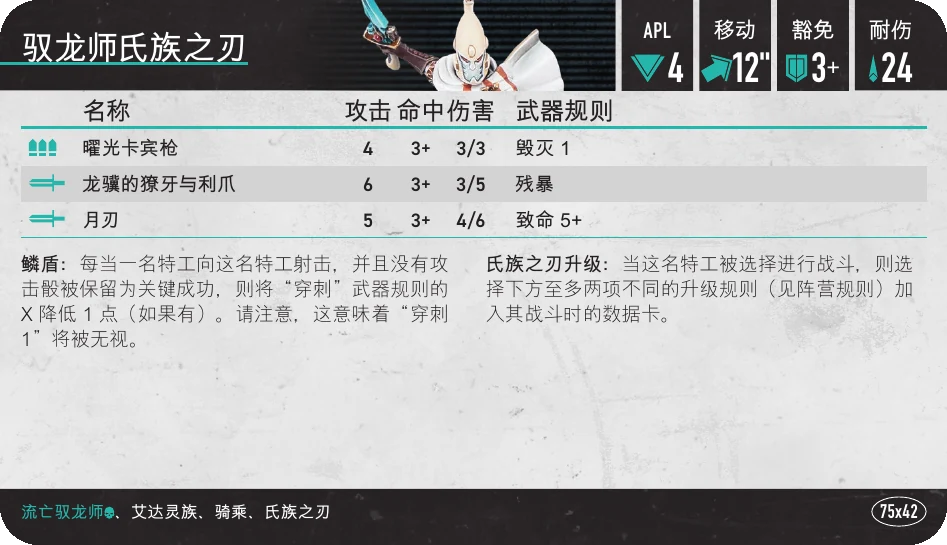 驭龙师氏族之刃
APL 移动 豁免 耐伤
4 12" 3+ 24
名称 攻击 命中 伤害 武器规则
曜光卡宾枪 4 3+ 3/3 毁灭 1
龙骥的獠牙与利爪 6 3+ 3/5 残暴
月刃 5 3+ 4/6 致命 5+
鳞盾：每当一名特工向这名特工射击，并且没有攻
击骰被保留为关键成功，则将“穿刺”武器规则的
X 降低 1 点（如果有）。请注意，这意味着“穿刺
1”将被无视。
氏族之刃升级：当这名特工被选择进行战斗，则选
择下方至多两项不同的升级规则（见阵营规则）加
入其战斗时的数据卡。
流亡驭龙师、艾达灵族、骑乘、氏族之刃
75x42